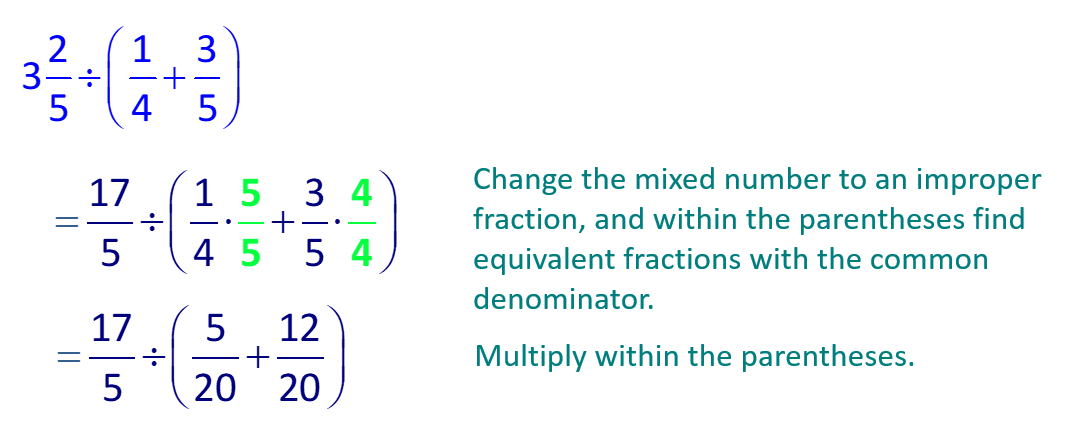 3 2/5 ÷ (1/4 + 3/5)
= 17/5 ÷ (1/4 · 5/5 + 3/5 · 4/4)
Change the mixed number to an improper
fraction, and within the parentheses find
equivalent fractions with the common
denominator.
= 17/5 ÷ (5/20 + 12/20)
Multiply within the parentheses.